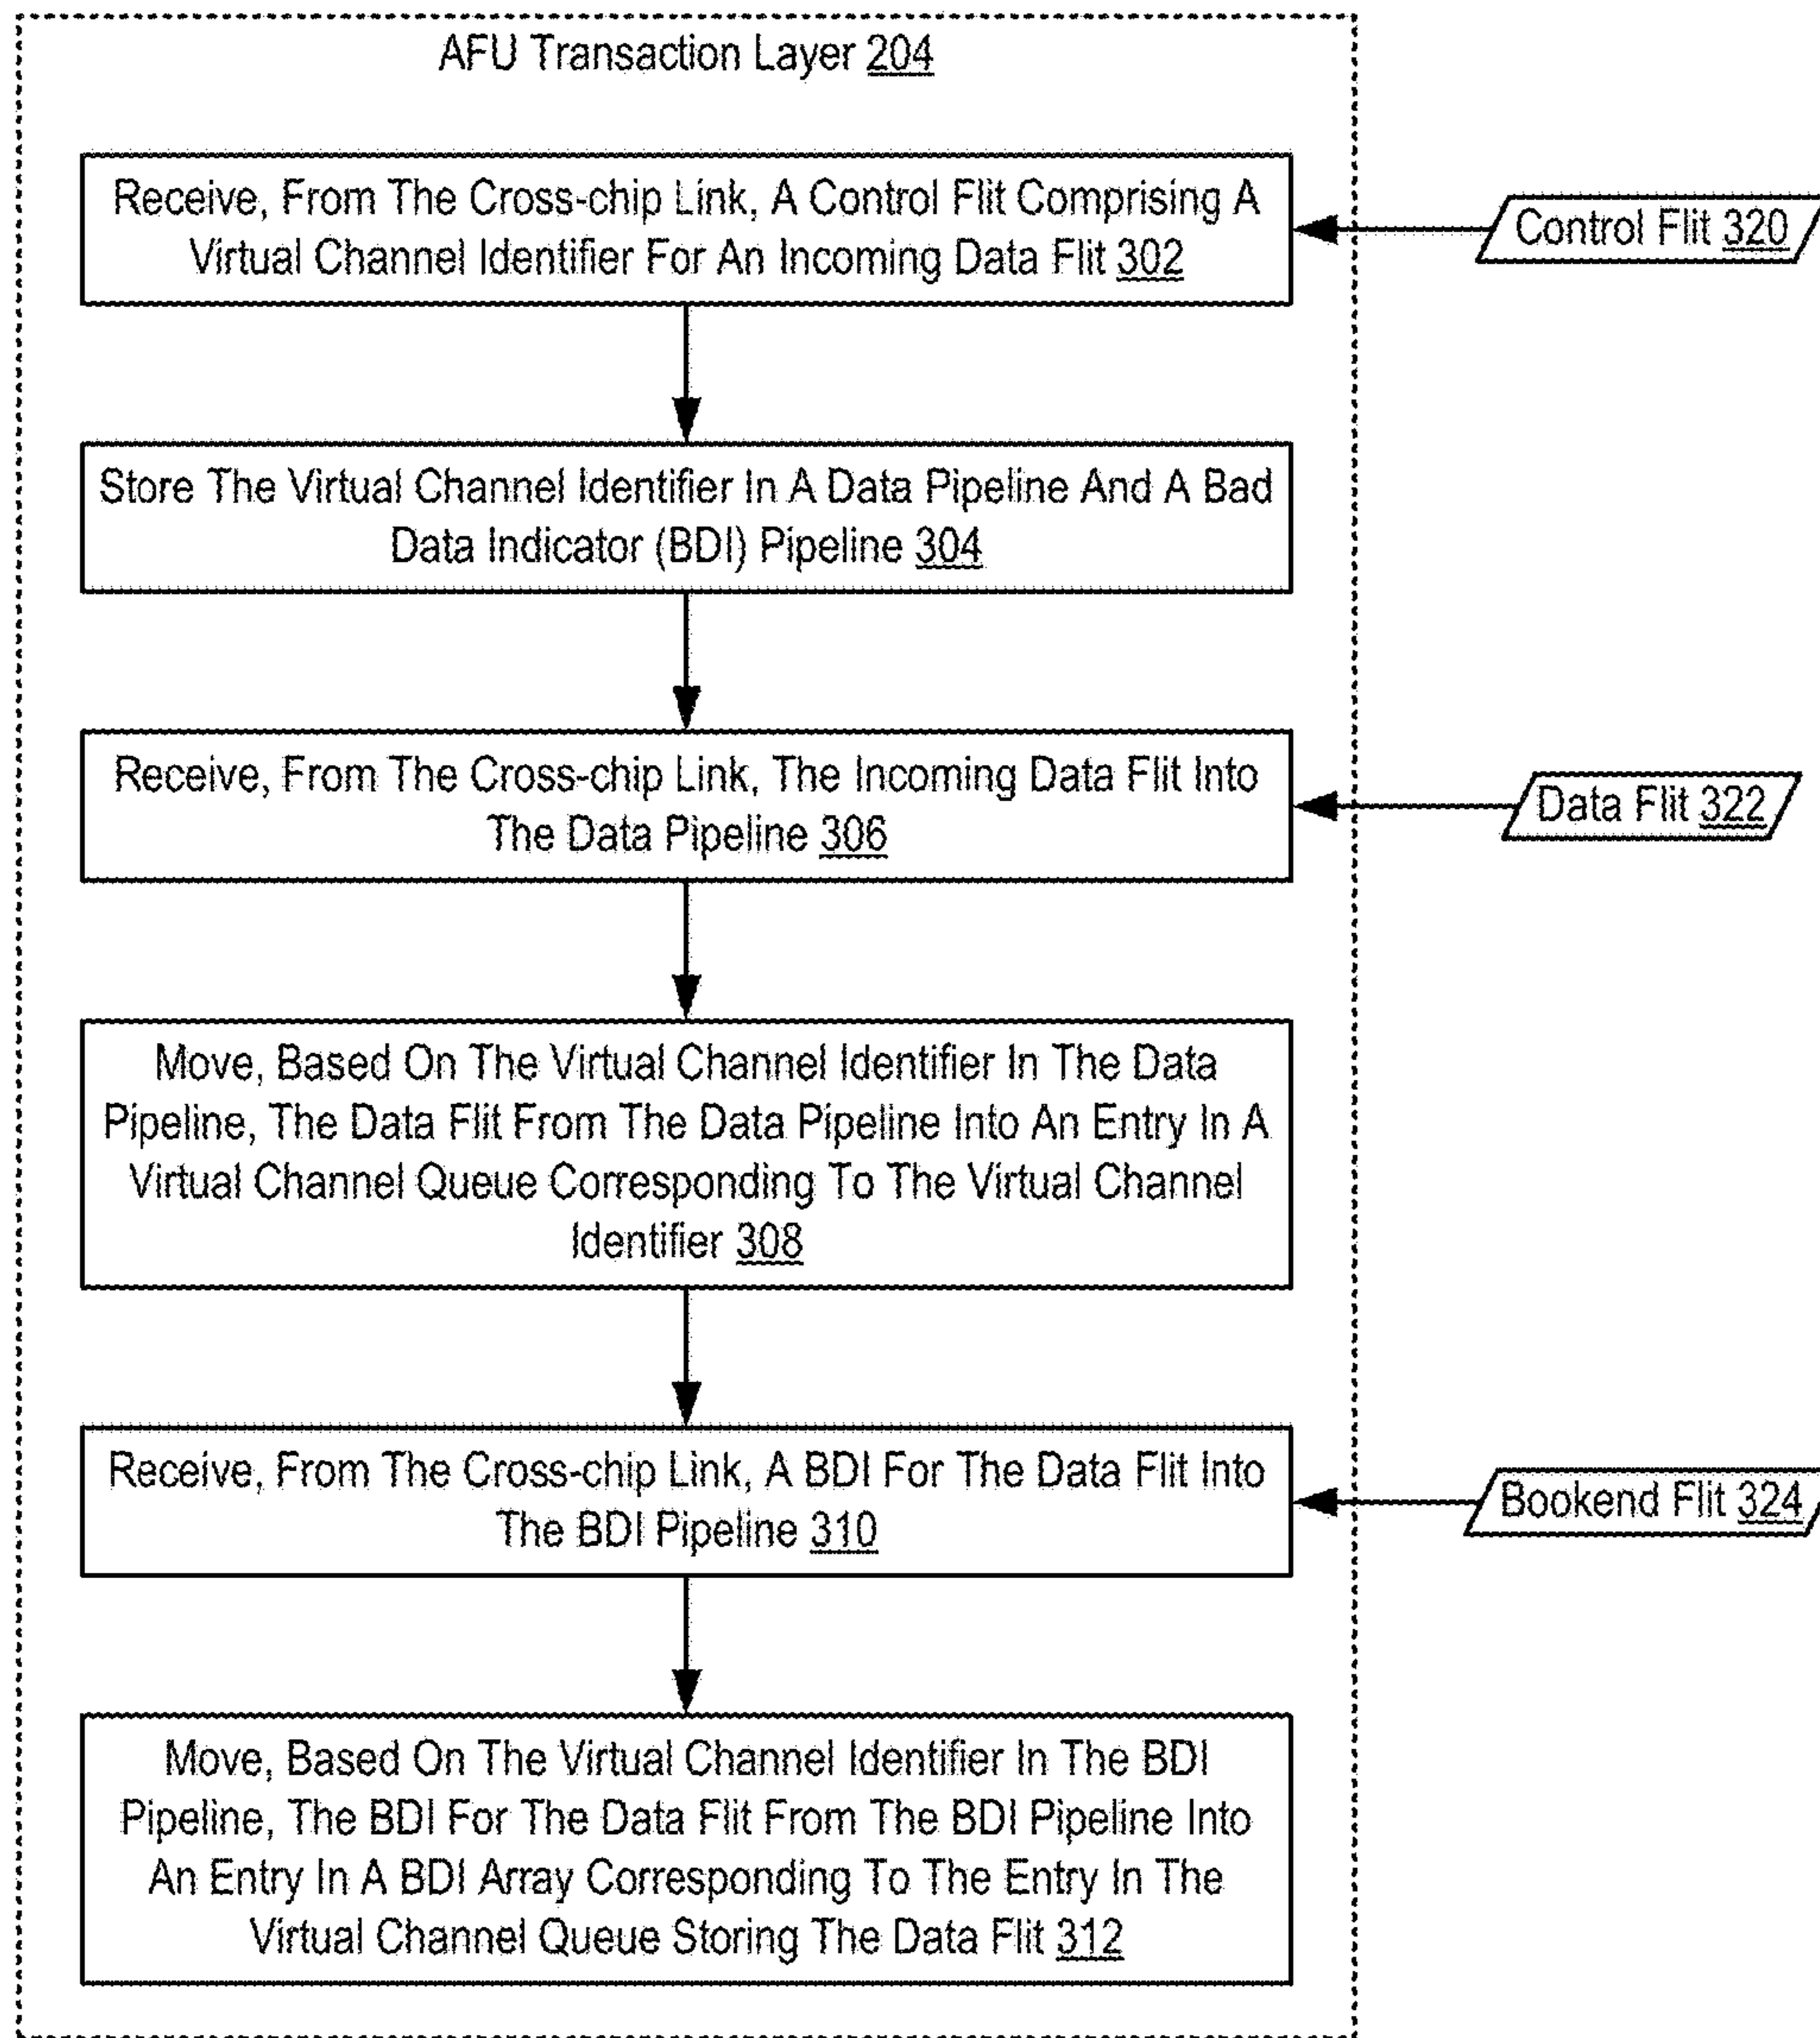 AFU Transaction Layer 204
Receive, From The Cross-chip Link, A Control Flit Comprising A
Virtual Channel Identifier For An Incoming Data Flit 302
Control Flit 320
Store The Virtual Channel Identifier In A Data Pipeline And A Bad
Data Indicator (BDI) Pipeline 304
Receive, From The Cross-chip Link, The Incoming Data Flit Into
The Data Pipeline 306
Data Flit 322
Move, Based On The Virtual Channel Identifier In The Data
Pipeline, The Data Flit From The Data Pipeline Into An Entry In A
Virtual Channel Queue Corresponding To The Virtual Channel
Identifier 308
Receive, From The Cross-chip Link, A BDI For The Data Flit Into
The BDI Pipeline 310
Bookend Flit 324
Move, Based On The Virtual Channel Identifier In The BDI
Pipeline, The BDI For The Data Flit From The BDI Pipeline Into
An Entry In A BDI Array Corresponding To The Entry In The
Virtual Channel Queue Storing The Data Flit 312